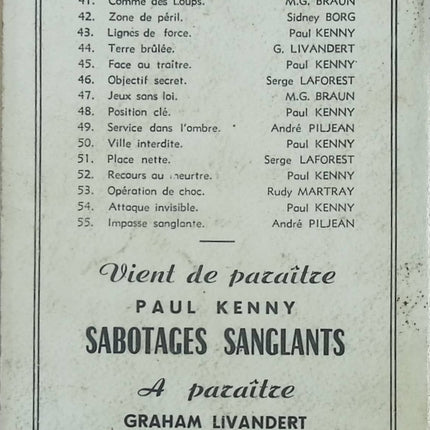 41. Comme des Loups. M.G. BRAUN
42. Zone de péril. Sidney BORG
43. Lignes de force. Paul KENNY
44. Terre brûlée. G. LIVANDERT
45. Face au traître. Paul KENNY
46. Objectif secret. Serge LAFOREST
47. Jeux sans loi. M.G. BRAUN
48. Position clé. Paul KENNY
49. Service dans l'ombre. André PILJEAN
50. Ville interdite. Paul KENNY
51. Place nette. Serge LAFOREST
52. Recours au meurtre. Paul KENNY
53. Opération de choc. Rudy MARTRAY
54. Attaque invisible. Paul KENNY
55. Impasse sanglante. André PILJEAN
Vient de paraître
PAUL KENNY
SABOTAGES SANGLANTS
A paraître
GRAHAM LIVANDERT